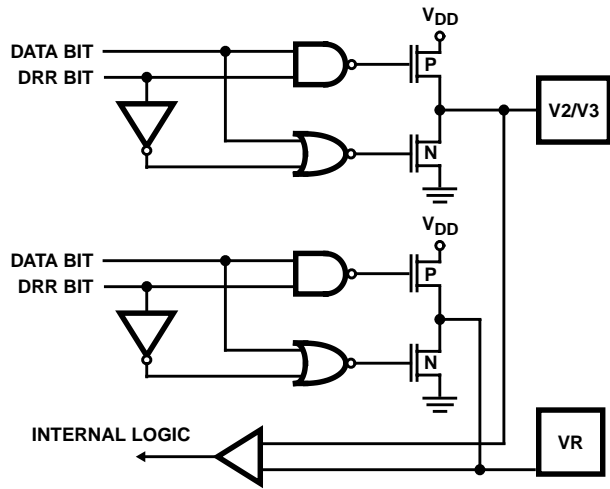 V_DD
DATA BIT
DRR BIT
P
V2/V3
N
V_DD
DATA BIT
DRR BIT
P
N
INTERNAL LOGIC
VR